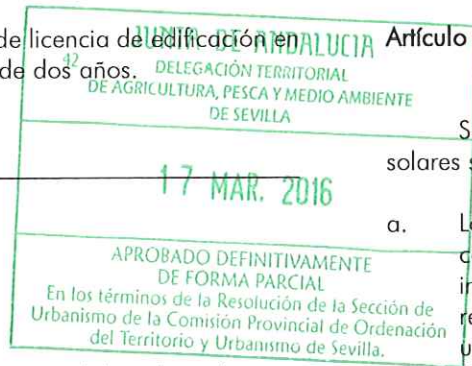 de licencia de edificación en
de dos años.
42
JUNTA DE ANDALUCIA
DELEGACIÓN TERRITORIAL
DE AGRICULTURA, PESCA Y MEDIO AMBIENTE
DE SEVILLA
17 MAR. 2016
APROBADO DEFINITIVAMENTE
DE FORMA PARCIAL
En los términos de la Resolución de la Sección de
Urbanismo de la Comisión Provincial de Ordenación
del Territorio y Urbanismo de Sevilla.
Artículo
solares s
a.